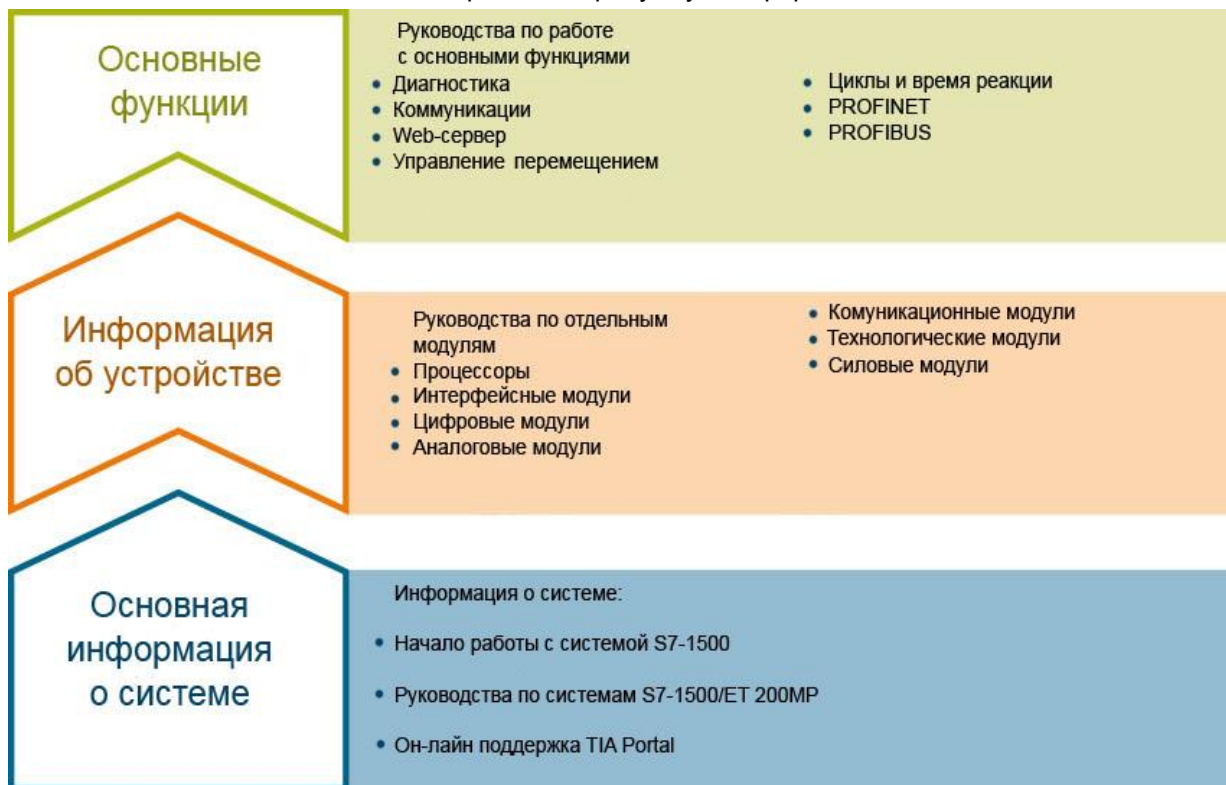 Основные
функции
Руководства по работе
с основными функциями
• Диагностика
• Коммуникации
• Web-сервер
• Управление перемещением
• Циклы и время реакции
• PROFINET
• PROFIBUS
Информация
об устройстве
Руководства по отдельным
модулям
• Процессоры
• Интерфейсные модули
• Цифровые модули
• Аналоговые модули
• Комуникационные модули
• Технологические модули
• Силовые модули
Основная
информация
о системе
Информация о системе:
• Начало работы с системой S7-1500
• Руководства по системам S7-1500/ET 200MP
• Он-лайн поддержка TIA Portal